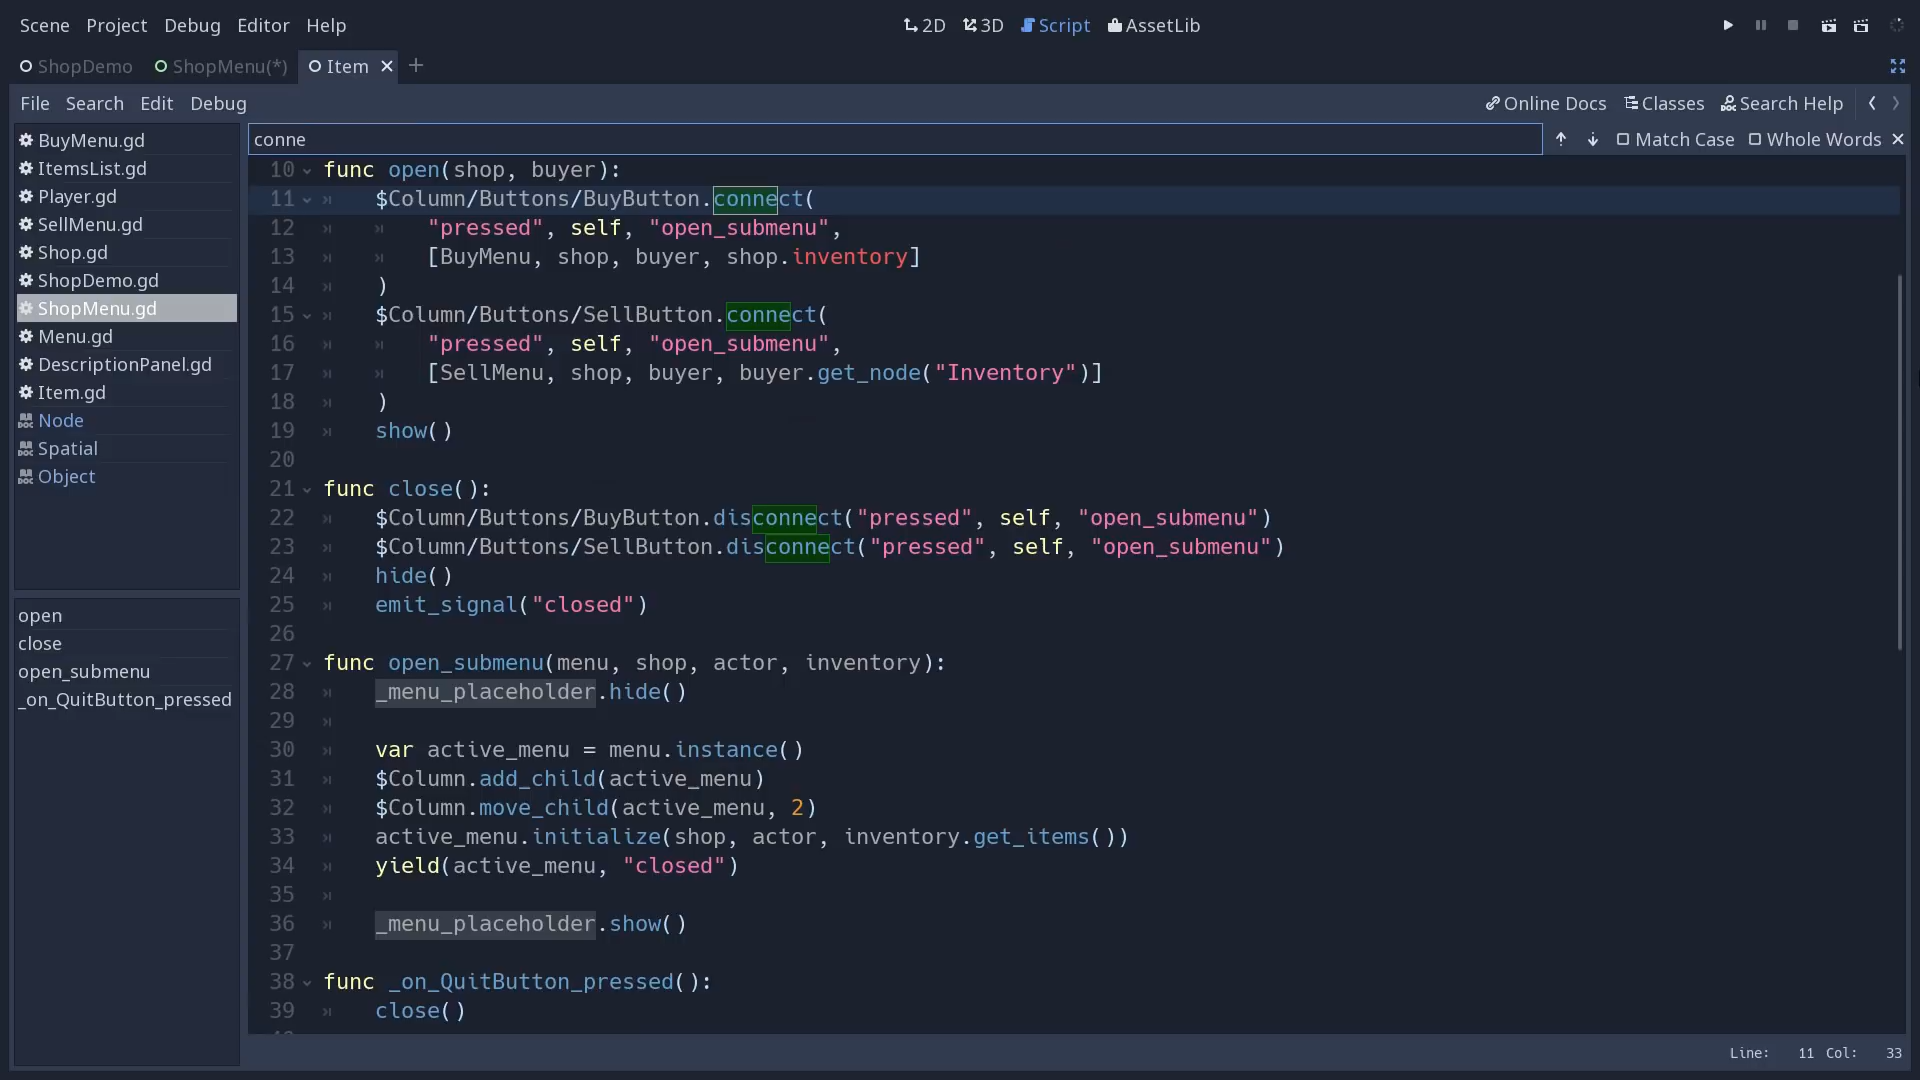 Scene Project Debug Editor Help 2D 3D Script AssetLib
ShopDemo ShopMenu(*) Item
File Search Edit Debug Online Docs Classes Search Help
conne Match Case Whole Words
BuyMenu.gd
ItemsList.gd
Player.gd
SellMenu.gd
Shop.gd
ShopDemo.gd
ShopMenu.gd
Menu.gd
DescriptionPanel.gd
Item.gd
Node
Spatial
Object
open
close
open_submenu
_on_QuitButton_pressed
10 func open(shop, buyer):
11 $Column/Buttons/BuyButton.connect(
12 "pressed", self, "open_submenu",
13 [BuyMenu, shop, buyer, shop.inventory]
14 )
15 $Column/Buttons/SellButton.connect(
16 "pressed", self, "open_submenu",
17 [SellMenu, shop, buyer, buyer.get_node("Inventory")]
18 )
19 show()
20
21 func close():
22 $Column/Buttons/BuyButton.disconnect("pressed", self, "open_submenu")
23 $Column/Buttons/SellButton.disconnect("pressed", self, "open_submenu")
24 hide()
25 emit_signal("closed")
26
27 func open_submenu(menu, shop, actor, inventory):
28 _menu_placeholder.hide()
29
30 var active_menu = menu.instance()
31 $Column.add_child(active_menu)
32 $Column.move_child(active_menu, 2)
33 active_menu.initialize(shop, actor, inventory.get_items())
34 yield(active_menu, "closed")
35
36 _menu_placeholder.show()
37
38 func _on_QuitButton_pressed():
39 close()
Line: 11 Col: 33